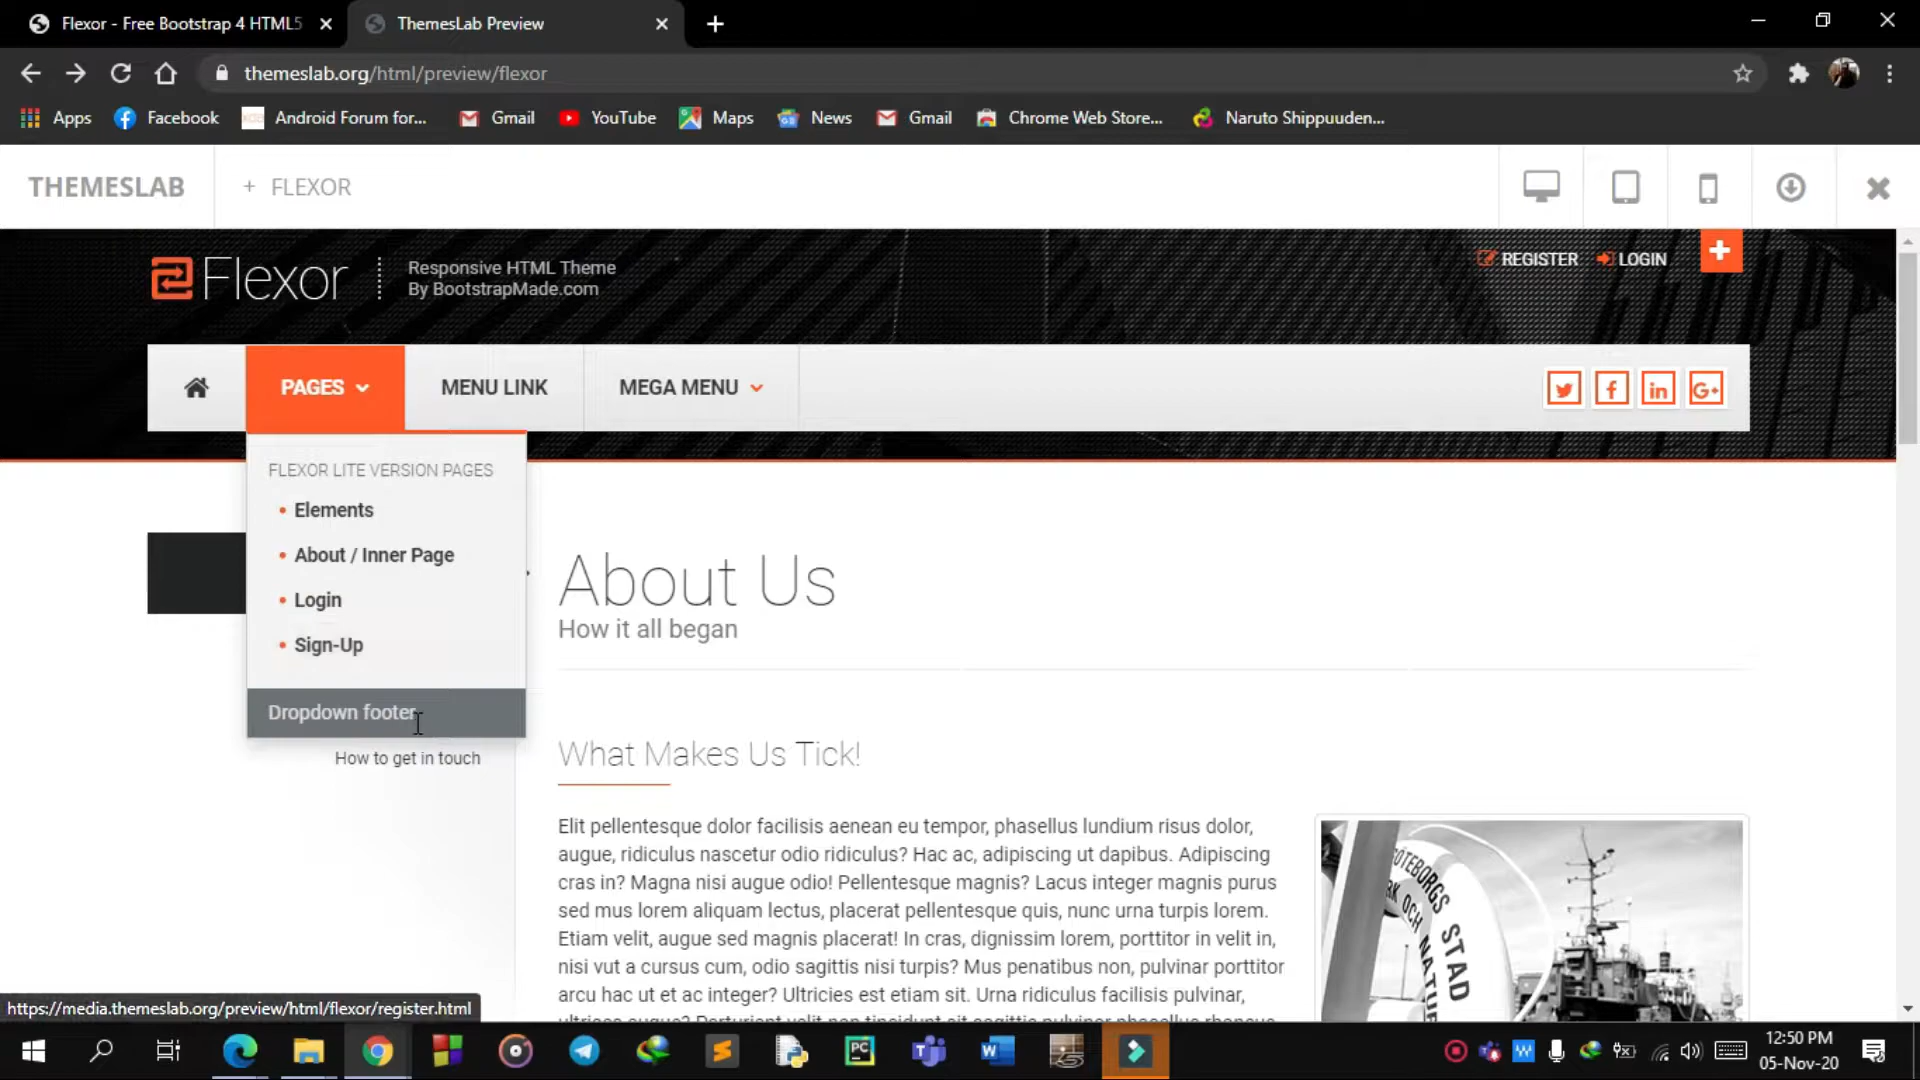 Flexor - Free Bootstrap 4 HTML5
ThemesLab Preview
themeslab.org/html/preview/flexor
Apps
Facebook
Android Forum for...
Gmail
YouTube
Maps
News
Gmail
Chrome Web Store...
Naruto Shippuuden...
THEMESLAB
+ FLEXOR
Flexor
Responsive HTML Theme
By BootstrapMade.com
REGISTER
LOGIN
PAGES
MENU LINK
MEGA MENU
FLEXOR LITE VERSION PAGES
• Elements
• About / Inner Page
• Login
• Sign-Up
Dropdown footer
How to get in touch
About Us
How it all began
What Makes Us Tick!
Elit pellentesque dolor facilisis aenean eu tempor, phasellus lundium risus dolor,
augue, ridiculus nascetur odio ridiculus? Hac ac, adipiscing ut dapibus. Adipiscing
cras in? Magna nisi augue odio! Pellentesque magnis? Lacus integer magnis purus
sed mus lorem aliquam lectus, placerat pellentesque quis, nunc urna turpis lorem.
Etiam velit, augue sed magnis placerat! In cras, dignissim lorem, porttitor in velit in,
nisi vut a cursus cum, odio sagittis nisi turpis? Mus penatibus non, pulvinar porttitor
arcu hac ut et ac integer? Ultricies est etiam sit. Urna ridiculus facilisis pulvinar,
GÖTEBORGS STAD
https://media.themeslab.org/preview/html/flexor/register.html
12:50 PM
05-Nov-20